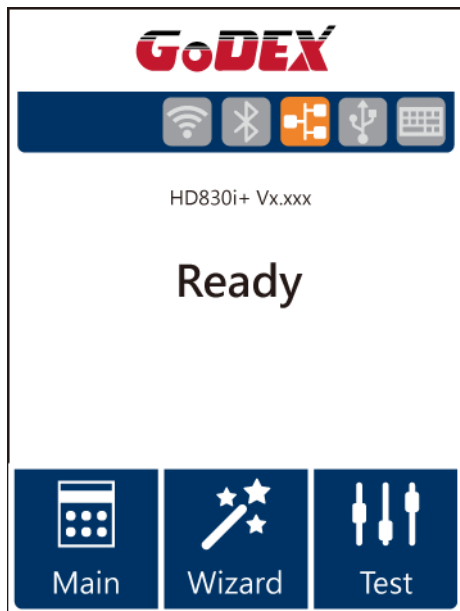 GoDEX
HD830i+ Vx.xxx
Ready
Main
Wizard
Test